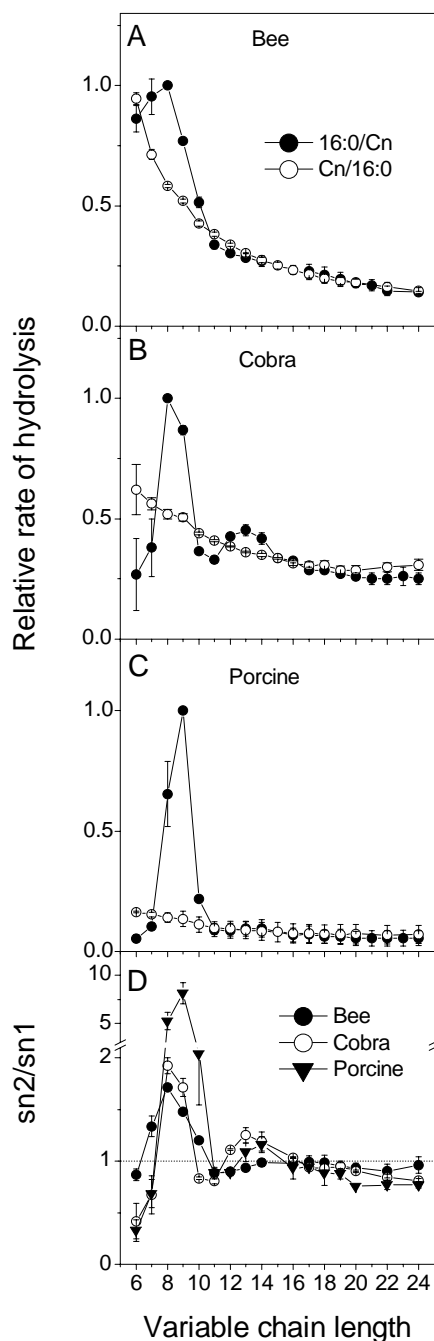 A
Bee
1.0
16:0/Cn
Cn/16:0
0.5
0.0
B
Cobra
1.0
0.5
0.0
C
Porcine
1.0
0.5
0.0
Relative rate of hydrolysis
D
10
5
2
1
0
Bee
Cobra
Porcine
sn2/sn1
6 8 10 12 14 16 18 20 22 24
Variable chain length